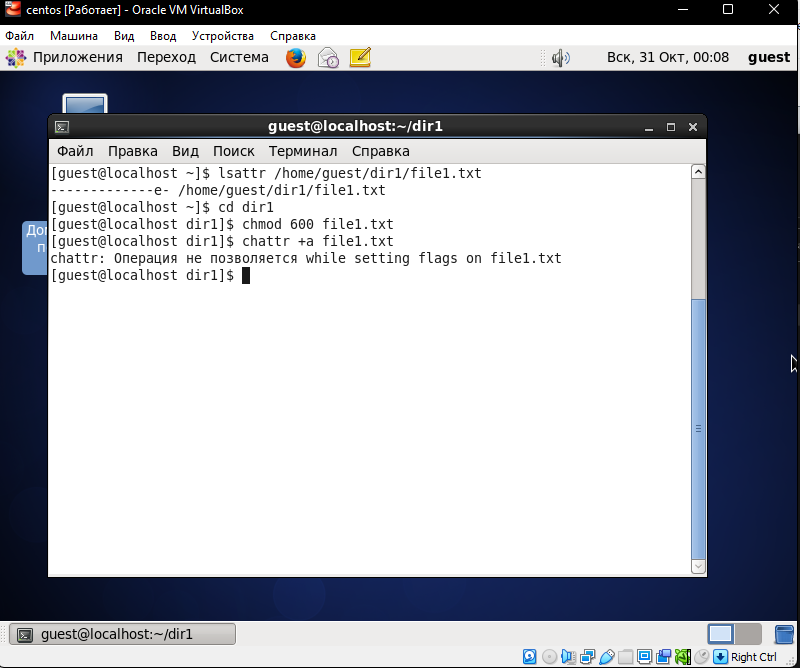 centos [Работает] - Oracle VM VirtualBox
Файл Машина Вид Ввод Устройства Справка
Приложения Переход Система Вск, 31 Окт, 00:08 guest
guest@localhost:~/dir1
Файл Правка Вид Поиск Терминал Справка
[guest@localhost ~]$ lsattr /home/guest/dir1/file1.txt
-------------e- /home/guest/dir1/file1.txt
[guest@localhost ~]$ cd dir1
[guest@localhost dir1]$ chmod 600 file1.txt
[guest@localhost dir1]$ chattr +a file1.txt
chattr: Операция не позволяется while setting flags on file1.txt
[guest@localhost dir1]$
guest@localhost:~/dir1
Right Ctrl